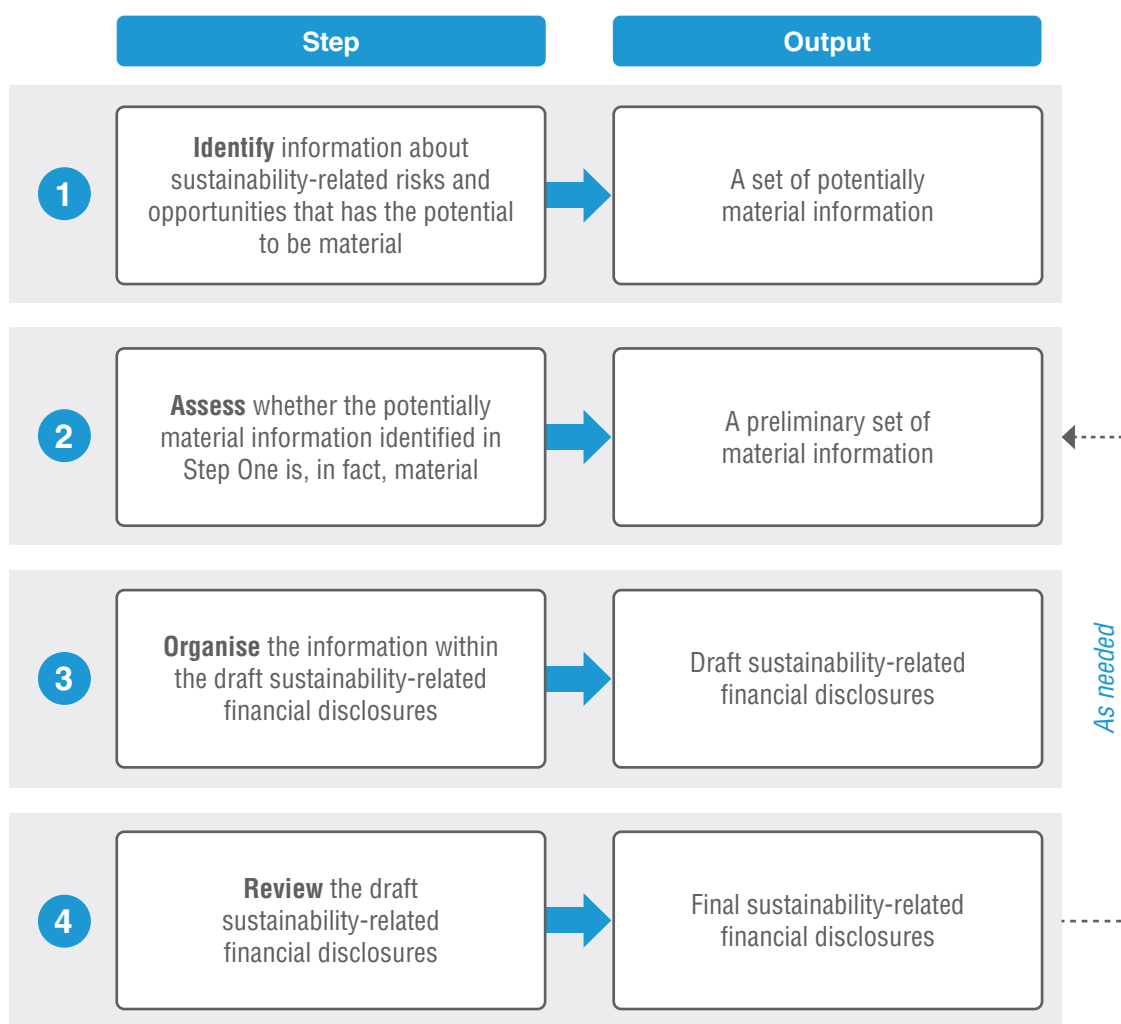 Step
Output
1
Identify information about
sustainability-related risks and
opportunities that has the potential
to be material
A set of potentially
material information
2
Assess whether the potentially
material information identified in
Step One is, in fact, material
A preliminary set of
material information
3
Organise the information within
the draft sustainability-related
financial disclosures
Draft sustainability-related
financial disclosures
As needed
4
Review the draft
sustainability-related
financial disclosures
Final sustainability-related
financial disclosures